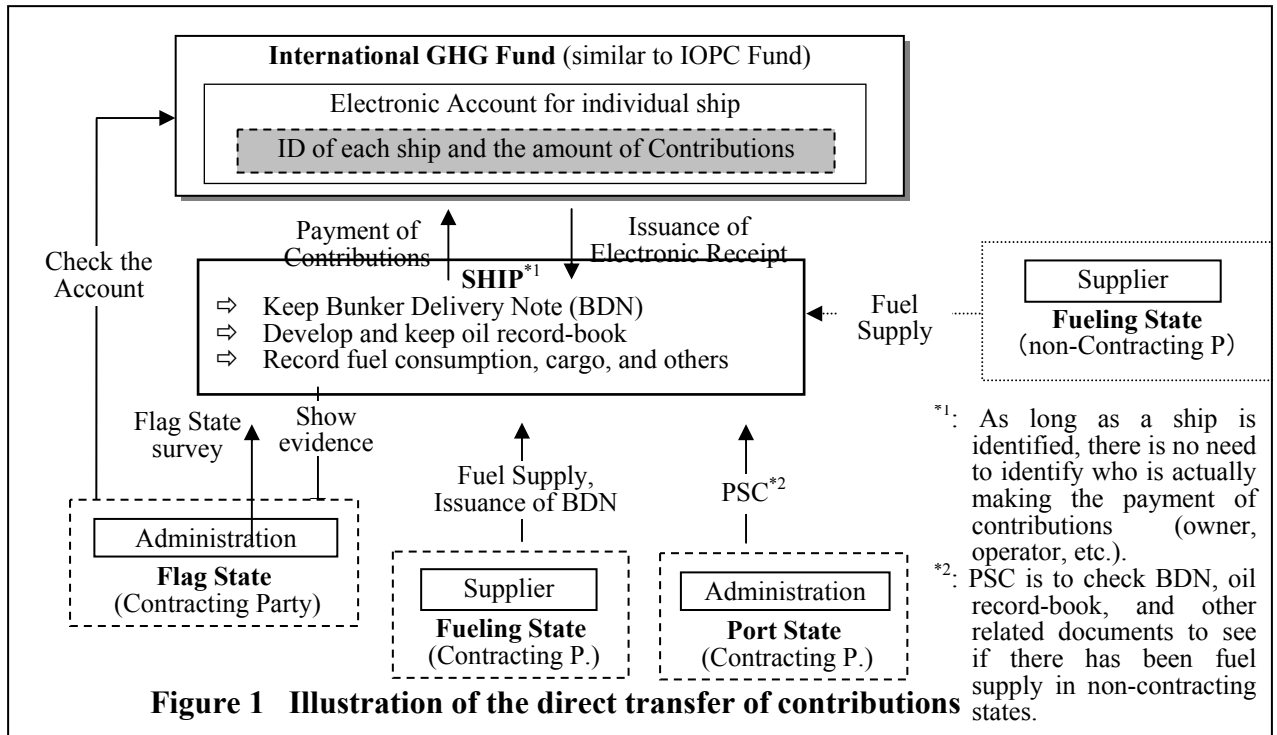 International GHG Fund (similar to IOPC Fund)
Electronic Account for individual ship
ID of each ship and the amount of Contributions
Check the
Account
Payment of
Contributions
Issuance of
Electronic Receipt
SHIP*1
⇨ Keep Bunker Delivery Note (BDN)
⇨ Develop and keep oil record-book
⇨ Record fuel consumption, cargo, and others
Fuel
Supply
Supplier
Fueling State
(non-Contracting P)
Flag State
survey
Show
evidence
Fuel Supply,
Issuance of BDN
PSC*2
Administration
Flag State
(Contracting Party)
Supplier
Fueling State
(Contracting P.)
Administration
Port State
(Contracting P.)
*1: As long as a ship is
identified, there is no need
to identify who is actually
making the payment of
contributions (owner,
operator, etc.).
*2: PSC is to check BDN, oil
record-book, and other
related documents to see
if there has been fuel
supply in non-contracting
states.
Figure 1 Illustration of the direct transfer of contributions